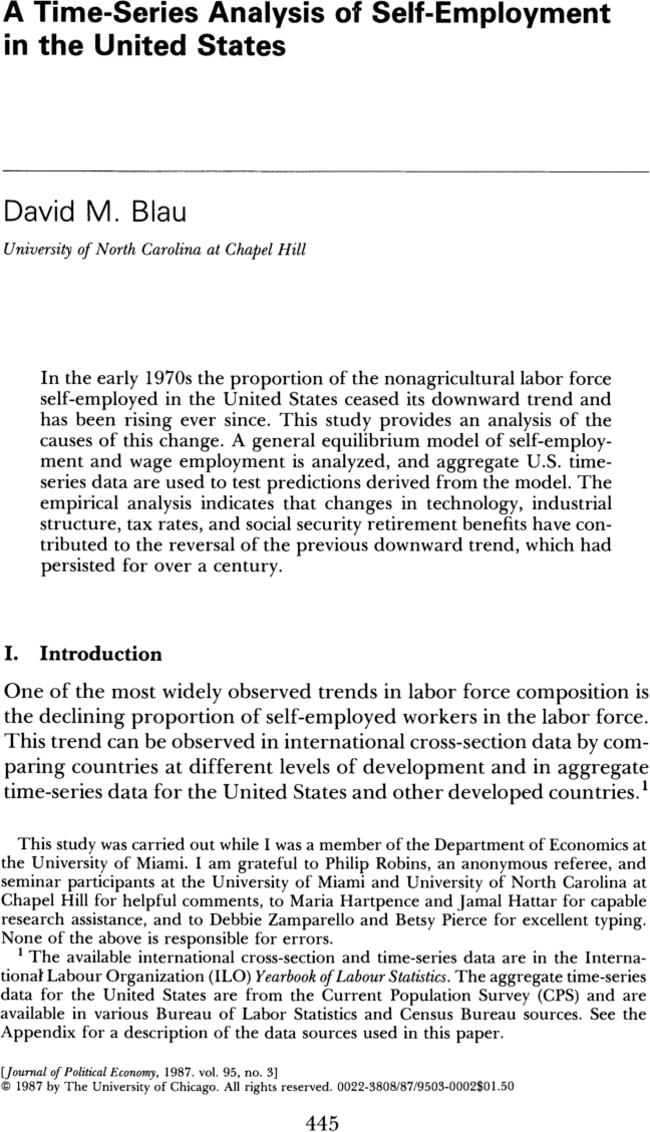 A Time-Series Analysis of Self-Employment
in the United States
David M. Blau
University of North Carolina at Chapel Hill
In the early 1970s the proportion of the nonagricultural labor force
self-employed in the United States ceased its downward trend and
has been rising ever since. This study provides an analysis of the
causes of this change. A general equilibrium model of self-employ-
ment and wage employment is analyzed, and aggregate U.S. time-
series data are used to test predictions derived from the model. The
empirical analysis indicates that changes in technology, industrial
structure, tax rates, and social security retirement benefits have con-
tributed to the reversal of the previous downward trend, which had
persisted for over a century.
I. Introduction
One of the most widely observed trends in labor force composition is
the declining proportion of self-employed workers in the labor force.
This trend can be observed in international cross-section data by com-
paring countries at different levels of development and in aggregate
time-series data for the United States and other developed countries.¹
This study was carried out while I was a member of the Department of Economics at
the University of Miami. I am grateful to Philip Robins, an anonymous referee, and
seminar participants at the University of Miami and University of North Carolina at
Chapel Hill for helpful comments, to Maria Hartpence and Jamal Hattar for capable
research assistance, and to Debbie Zamparello and Betsy Pierce for excellent typing.
None of the above is responsible for errors.
¹ The available international cross-section and time-series data are in the Interna-
tional Labour Organization (ILO) Yearbook of Labour Statistics. The aggregate time-series
data for the United States are from the Current Population Survey (CPS) and are
available in various Bureau of Labor Statistics and Census Bureau sources. See the
Appendix for a description of the data sources used in this paper.
[Journal of Political Economy, 1987. vol. 95, no. 3]
© 1987 by The University of Chicago. All rights reserved. 0022-3808/87/9503-0002$01.50
445